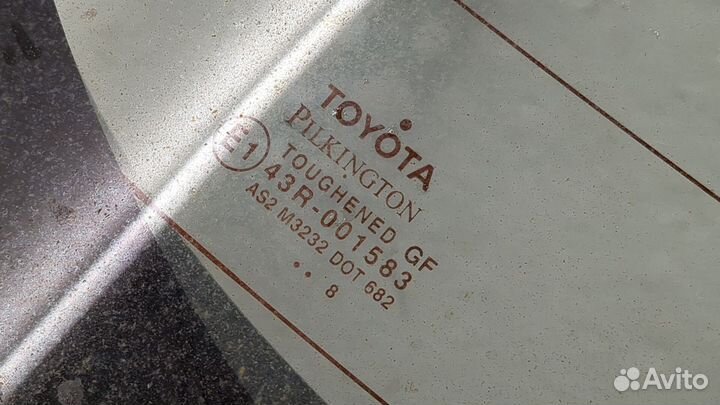 TOYOTA
PILKINGTON
TOUGHENED GF
E1 43R-001583
AS2 M3232 DOT 682
.. 8
Avito